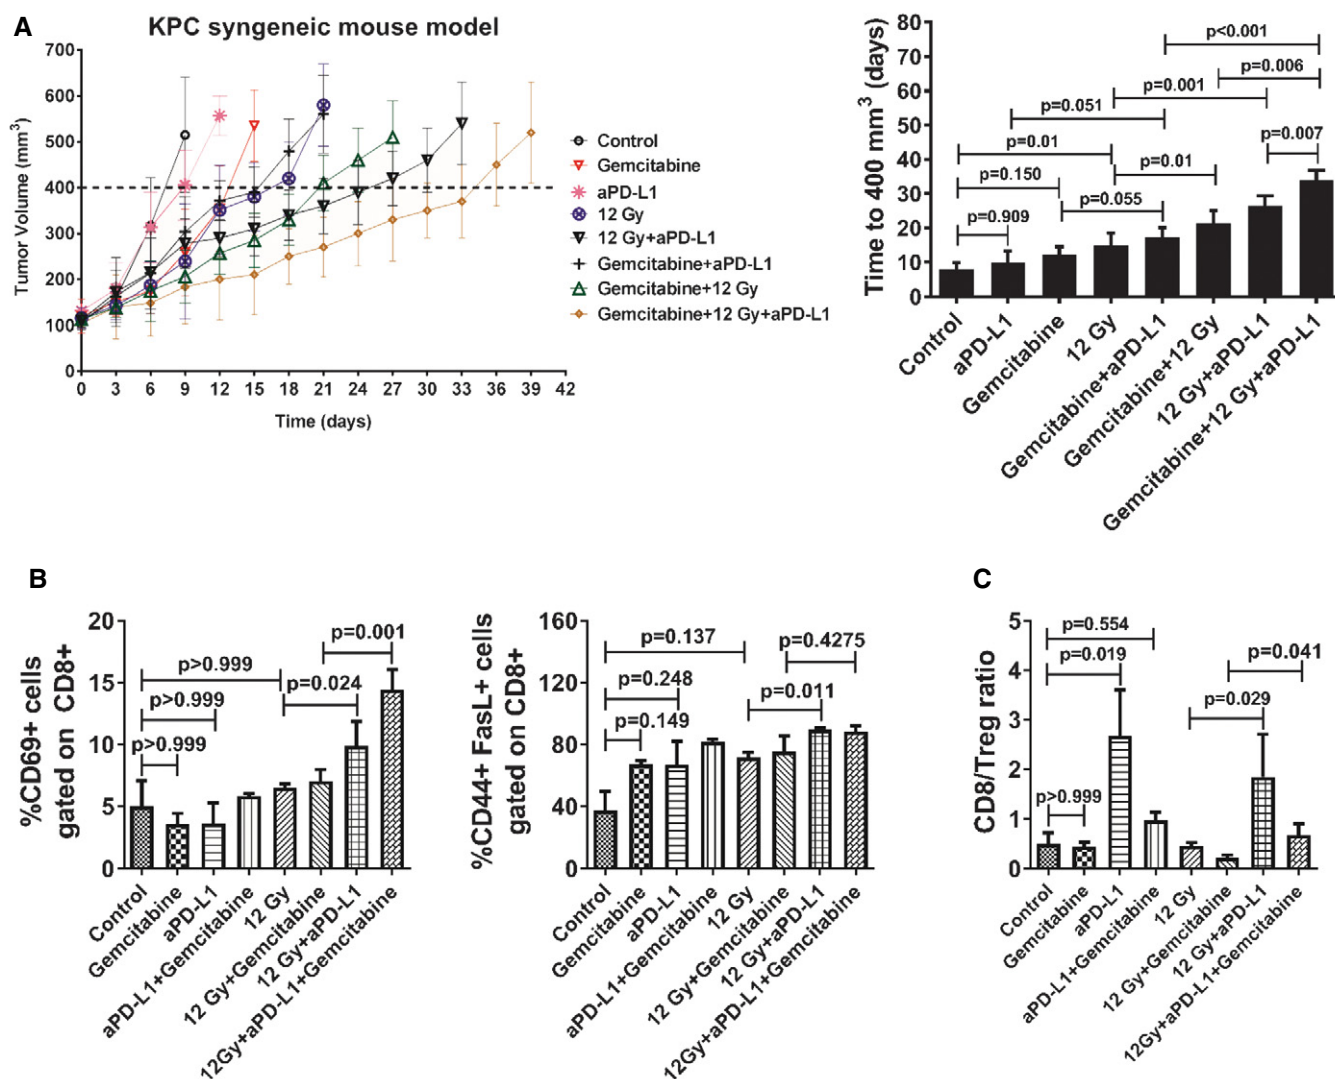 A
KPC syngeneic mouse model
Tumor Volume (mm³)
700
600
500
400
300
200
100
0
0 3 6 9 12 15 18 21 24 27 30 33 36 39 42
Time (days)
Control
Gemcitabine
aPD-L1
12 Gy
12 Gy+aPD-L1
Gemcitabine+aPD-L1
Gemcitabine+12 Gy
Gemcitabine+12 Gy+aPD-L1
Time to 400 mm³ (days)
80
70
60
50
40
30
20
10
0
p<0.001
p=0.006
p=0.001
p=0.051
p=0.007
p=0.01
p=0.01
p=0.150
p=0.055
p=0.909
Control
aPD-L1
Gemcitabine
12 Gy
Gemcitabine+aPD-L1
Gemcitabine+12 Gy
12 Gy+aPD-L1
Gemcitabine+12 Gy+aPD-L1
B
%CD69+ cells
gated on CD8+
20
15
10
5
0
p=0.001
p>0.999
p=0.024
p>0.999
p>0.999
Control
Gemcitabine
aPD-L1
aPD-L1+Gemcitabine
12 Gy
12 Gy+Gemcitabine
12 Gy+aPD-L1
12Gy+aPD-L1+Gemcitabine
%CD44+ FasL+ cells
gated on CD8+
160
120
80
40
0
p=0.137
p=0.4275
p=0.248
p=0.011
p=0.149
Control
Gemcitabine
aPD-L1
aPD-L1+Gemcitabine
12 Gy
12 Gy+Gemcitabine
12 Gy+aPD-L1
12Gy+aPD-L1+Gemcitabine
C
CD8/Treg ratio
5
4
3
2
1
0
p=0.554
p=0.019
p=0.041
p=0.029
p>0.999
Control
Gemcitabine
aPD-L1
aPD-L1+Gemcitabine
12 Gy
12 Gy+Gemcitabine
12 Gy+aPD-L1
12Gy+aPD-L1+Gemcitabine